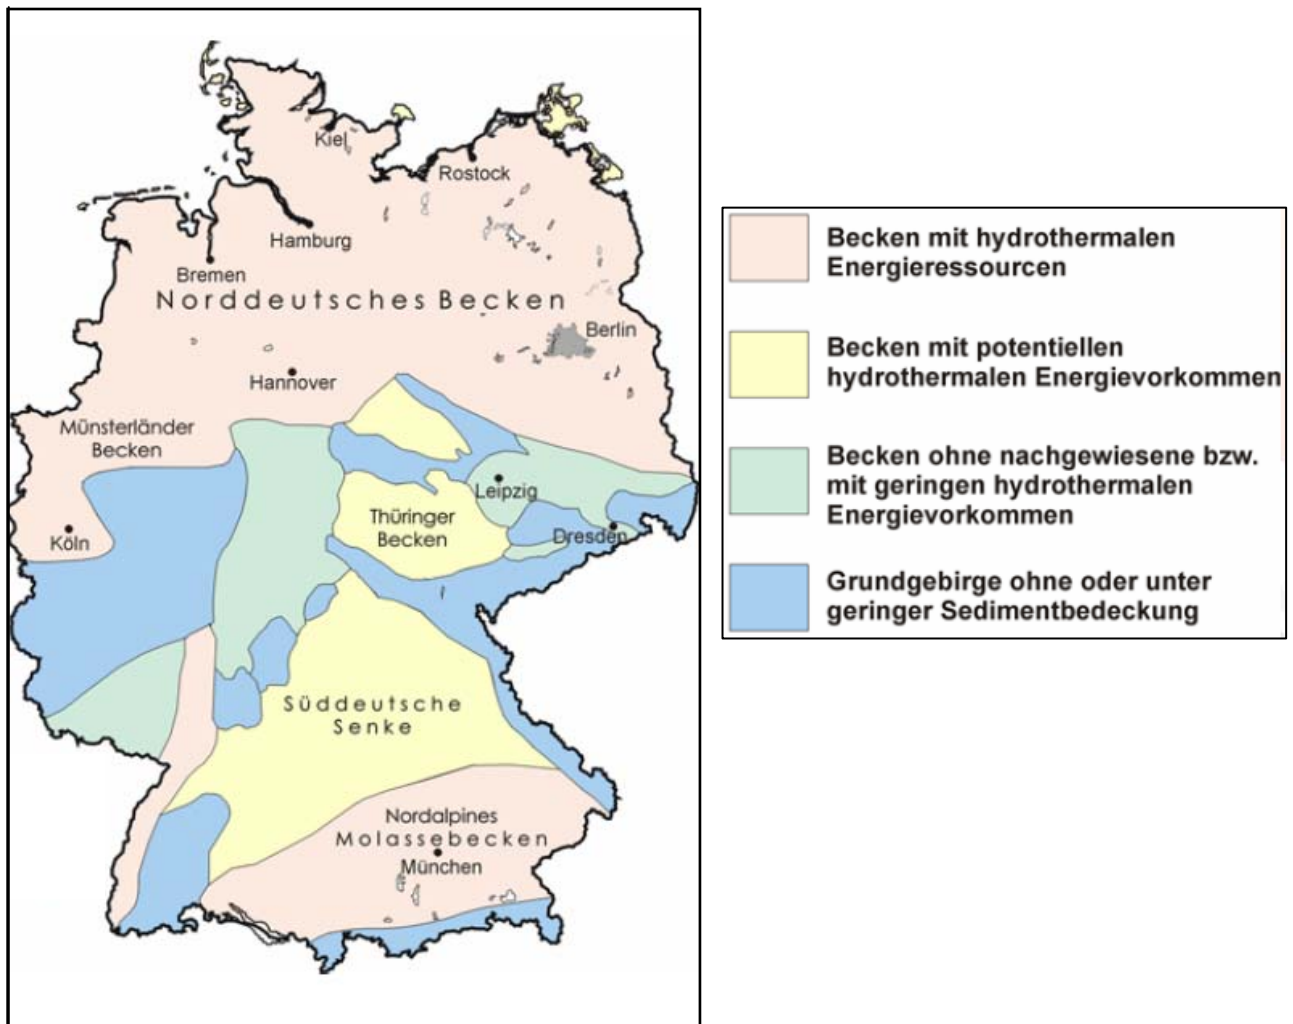 Kiel
Rostock
Hamburg
Bremen
Norddeutsches Becken
Berlin
Hannover
Münsterländer
Becken
Leipzig
Thüringer
Becken
Köln
Dresden
Süddeutsche
Senke
Nordalpines
Molassebecken
München
Becken mit hydrothermalen
Energieressourcen
Becken mit potentiellen
hydrothermalen Energievorkommen
Becken ohne nachgewiesene bzw.
mit geringen hydrothermalen
Energievorkommen
Grundgebirge ohne oder unter
geringer Sedimentbedeckung